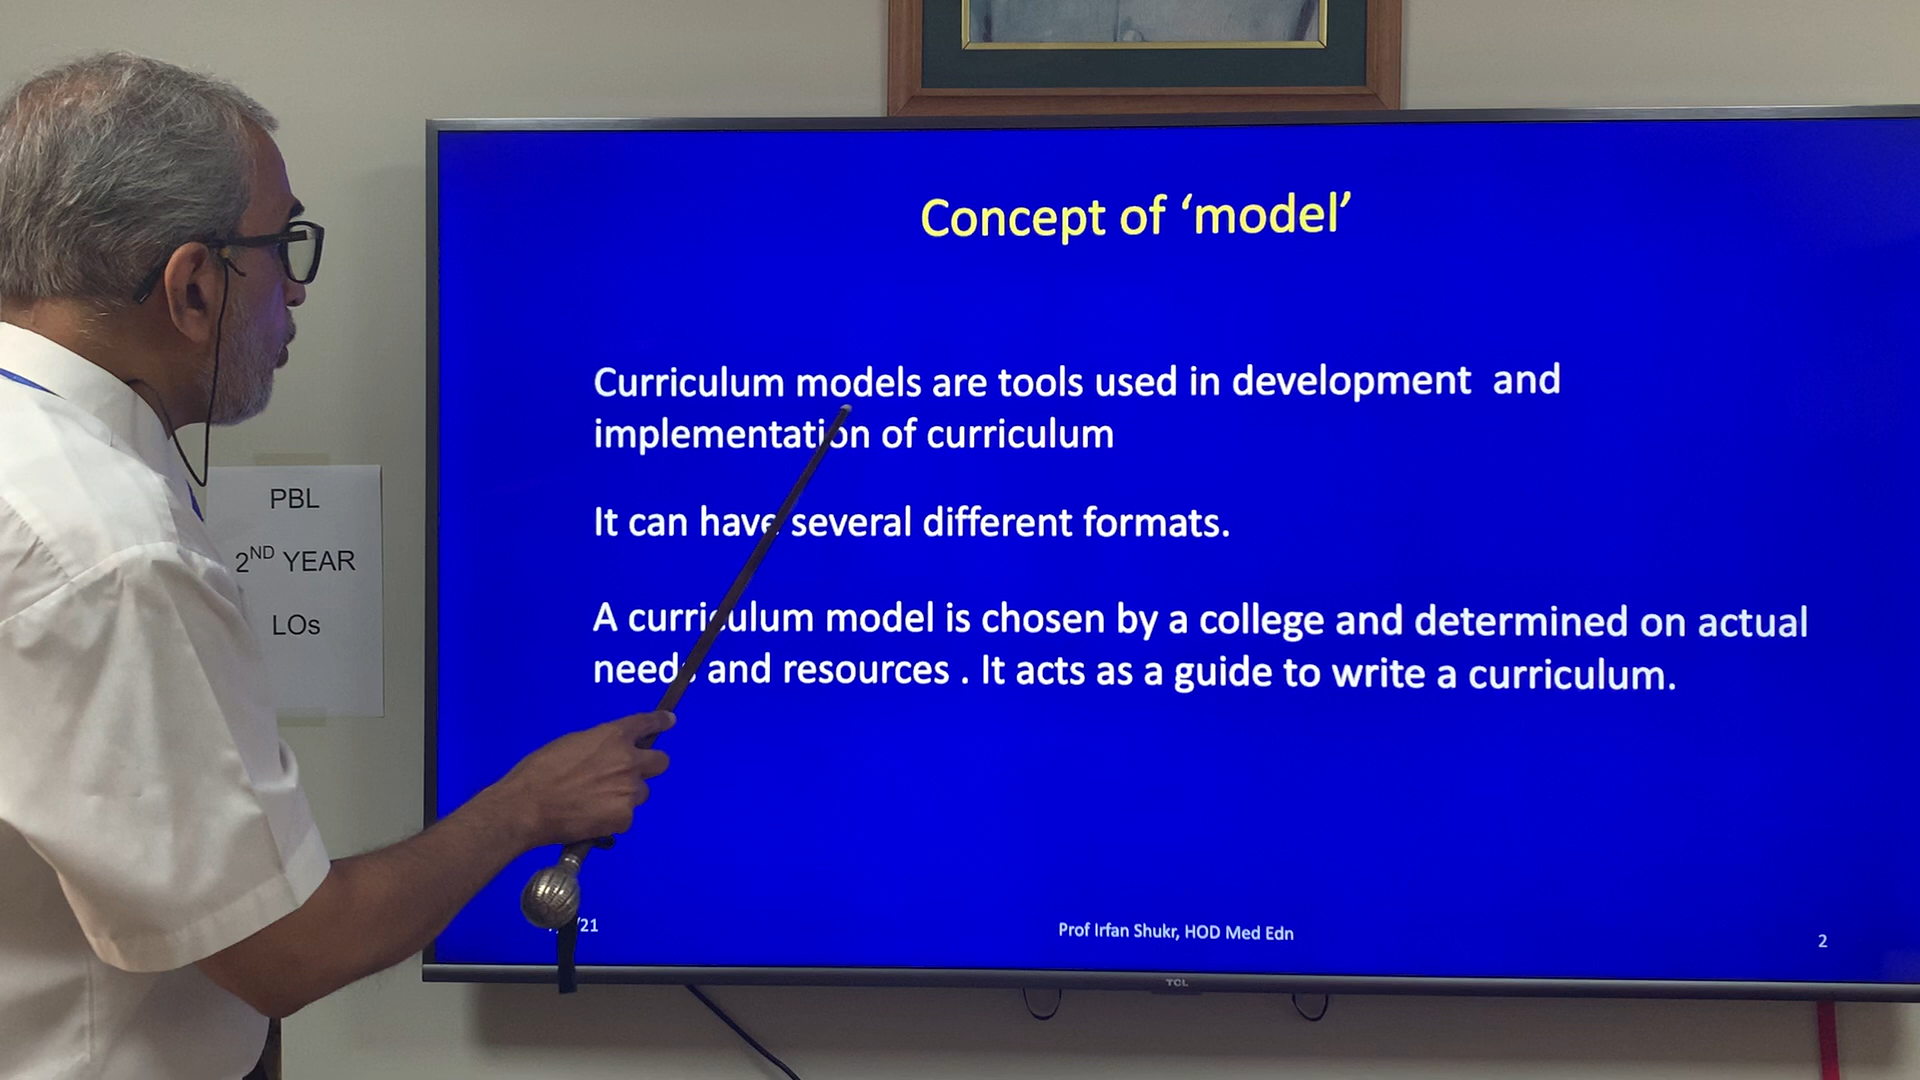 Concept of ‘model’
Curriculum models are tools used in development and
implementation of curriculum
It can have several different formats.
A curriculum model is chosen by a college and determined on actual
needs and resources . It acts as a guide to write a curriculum.
/21
Prof Irfan Shukr, HOD Med Edn
2
TCL
PBL
2ND YEAR
LOs